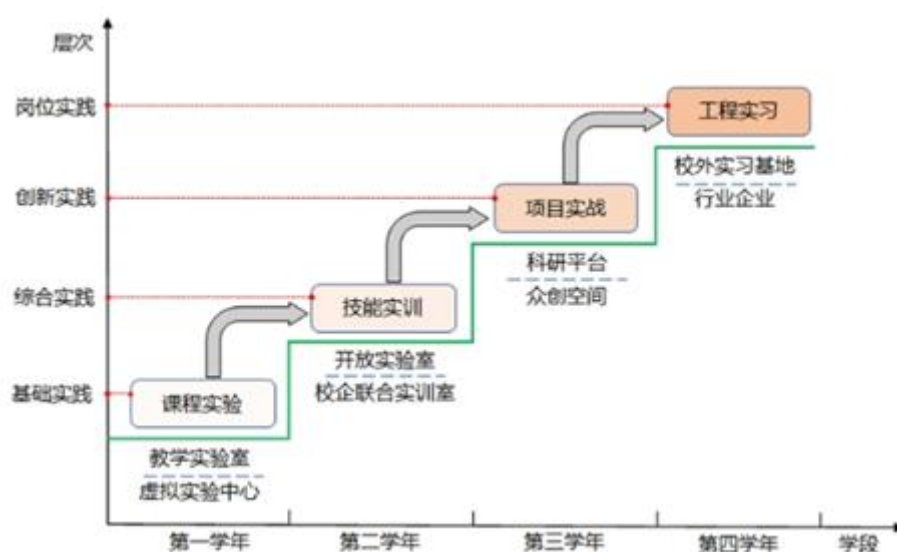 层次
岗位实践
工程实习
校外实习基地
行业企业
创新实践
项目实战
科研平台
众创空间
综合实践
技能实训
开放实验室
校企联合实训室
基础实践
课程实验
教学实验室
虚拟实验中心
第一学年
第二学年
第三学年
第四学年
学段